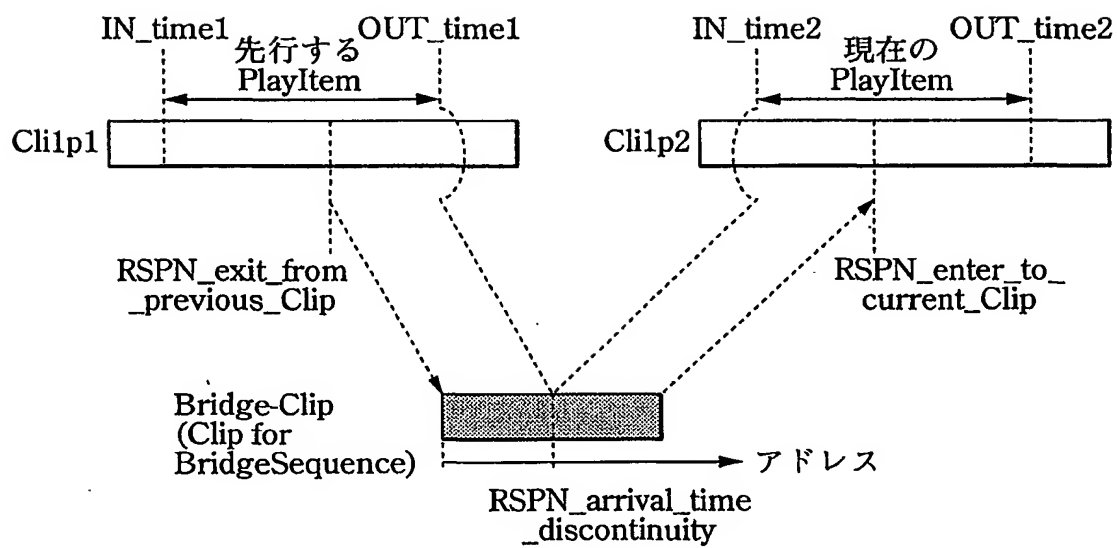 IN_time1
OUT_time1
先行する
PlayItem
IN_time2
OUT_time2
現在の
PlayItem
Cli1p1
Cli1p2
RSPN_exit_from
_previous_Clip
RSPN_enter_to_
current_Clip
Bridge-Clip
(Clip for
BridgeSequence)
アドレス
RSPN_arrival_time
_discontinuity